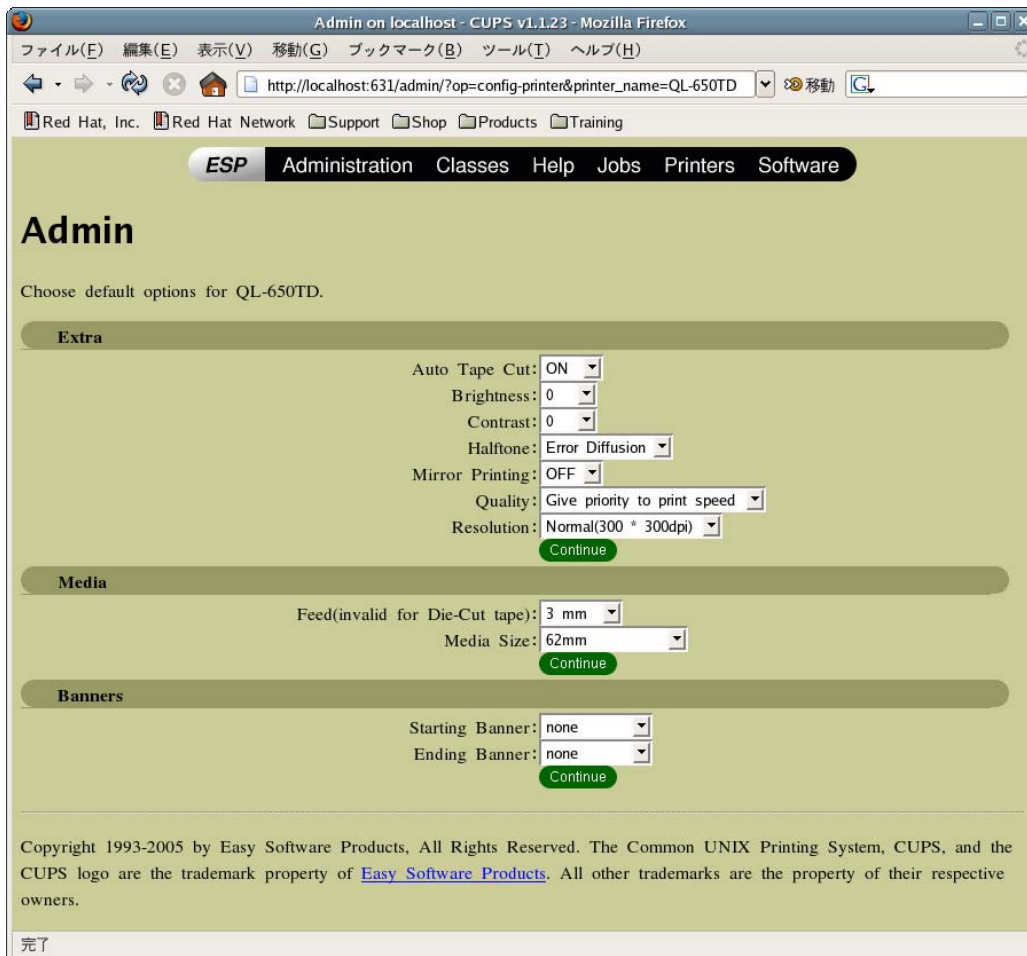 Admin on localhost - CUPS v1.1.23 - Mozilla Firefox
ファイル(F) 編集(E) 表示(V) 移動(G) ブックマーク(B) ツール(T) ヘルプ(H)
http://localhost:631/admin/?op=config-printer&printer_name=QL-650TD 移動 G
Red Hat, Inc. Red Hat Network Support Shop Products Training
ESP Administration Classes Help Jobs Printers Software
Admin
Choose default options for QL-650TD.
Extra
Auto Tape Cut: ON
Brightness: 0
Contrast: 0
Halftone: Error Diffusion
Mirror Printing: OFF
Quality: Give priority to print speed
Resolution: Normal(300 * 300dpi)
Continue
Media
Feed(invalid for Die-Cut tape): 3 mm
Media Size: 62mm
Continue
Banners
Starting Banner: none
Ending Banner: none
Continue
Copyright 1993-2005 by Easy Software Products, All Rights Reserved. The Common UNIX Printing System, CUPS, and the
CUPS logo are the trademark property of Easy Software Products. All other trademarks are the property of their respective
owners.
完了